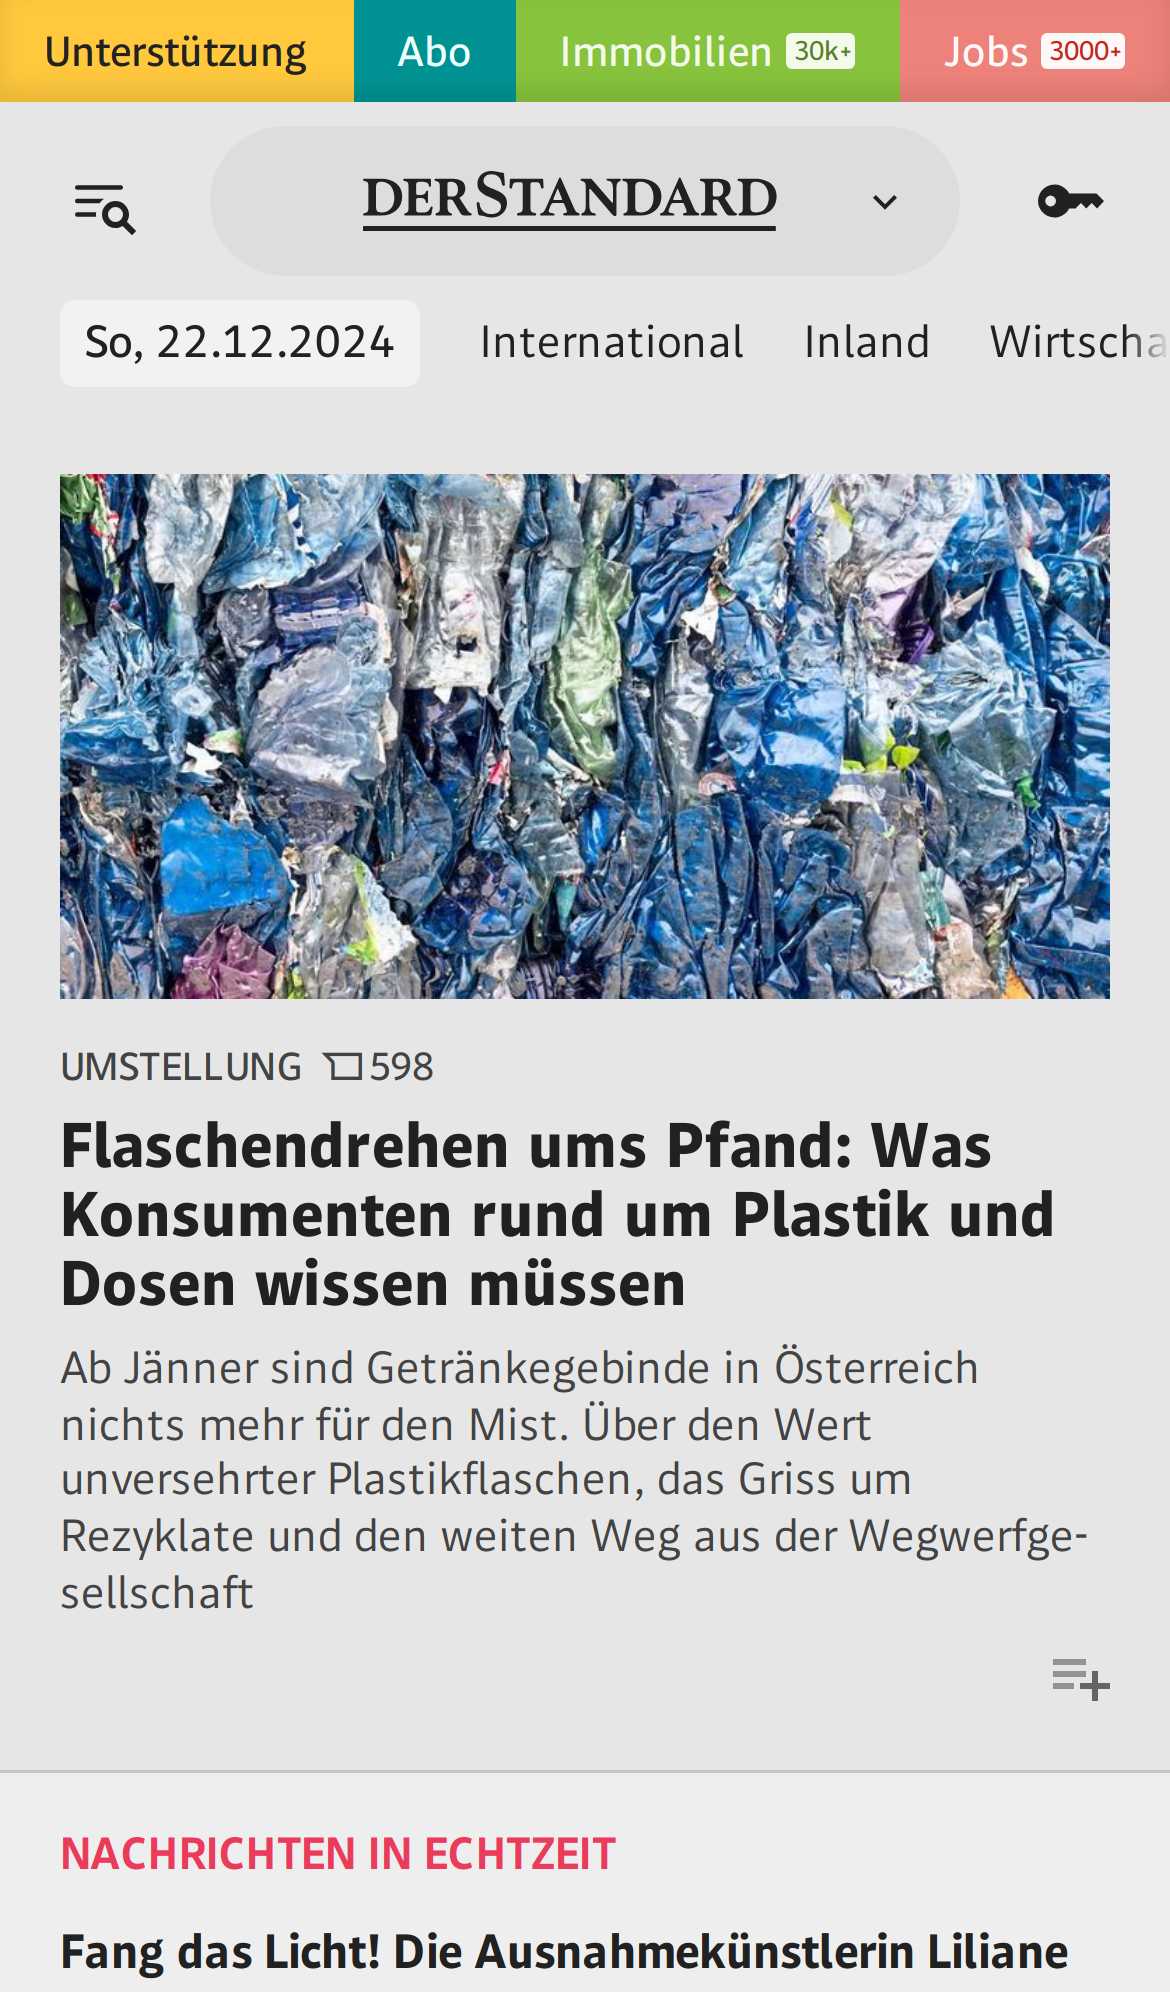 Unterstützung Abo Immobilien 30k+ Jobs 3000+
DERSTANDARD
So, 22.12.2024 International Inland Wirtscha
UMSTELLUNG 598
Flaschendrehen ums Pfand: Was
Konsumenten rund um Plastik und
Dosen wissen müssen
Ab Jänner sind Getränkegebinde in Österreich
nichts mehr für den Mist. Über den Wert
unversehrter Plastikflaschen, das Griss um
Rezyklate und den weiten Weg aus der Wegwerfge-
sellschaft
NACHRICHTEN IN ECHTZEIT
Fang das Licht! Die Ausnahmekünstlerin Liliane